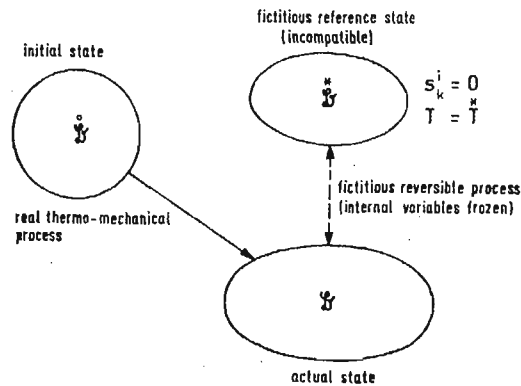 fictitious reference state
(incompatible)
initial state
s^i_k = 0
T = T^*
real thermo-mechanical
process
fictitious reversible process
(internal variables frozen)
actual state